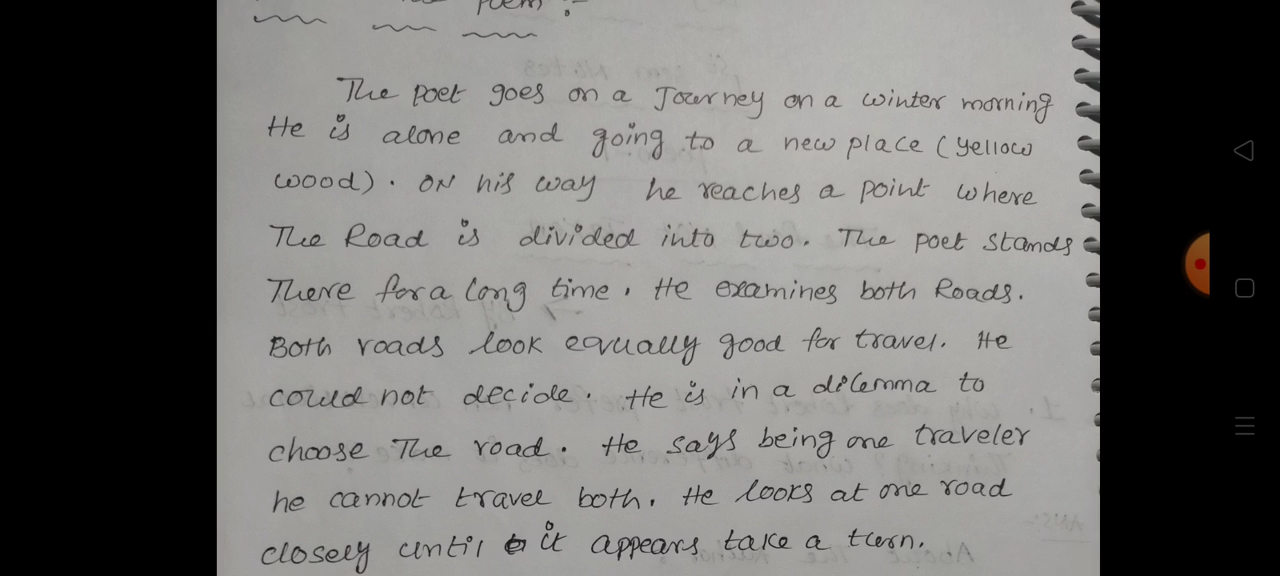 poem :-
The poet goes on a Journey on a winter morning
He is alone and going to a new place (yellow
wood). ON his way he reaches a point where
The Road is divided into two. The poet stands
There for a long time. He examines both Roads.
Both roads look equally good for travel. He
could not decide. He is in a dilemma to
choose The road. He says being one traveler
he cannot travel both. He looks at one road
closely until it appears take a turn.